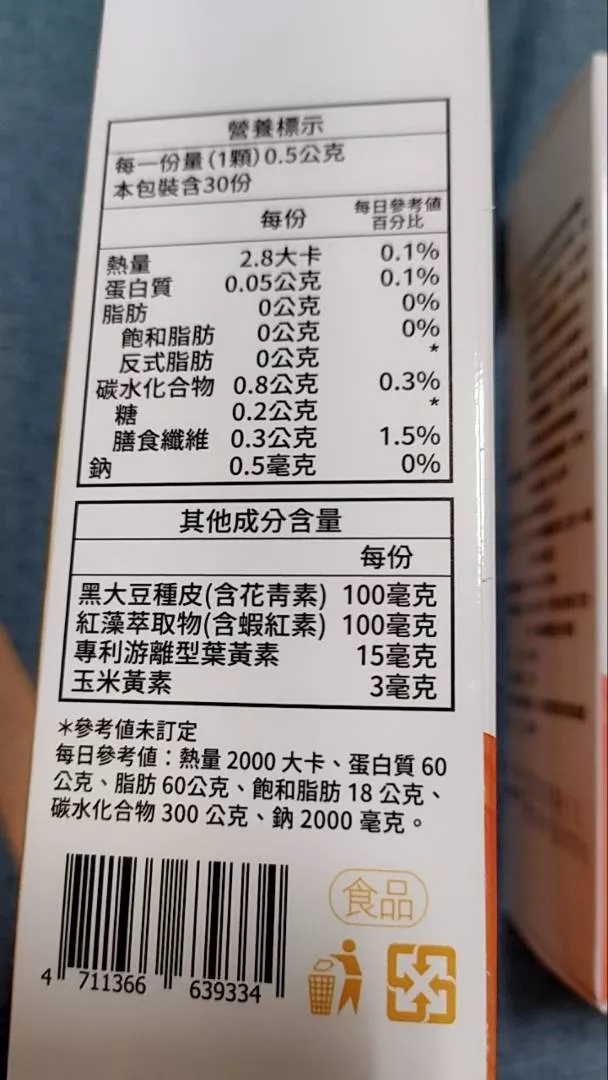 營養標示
每一份量(1顆)0.5公克
本包裝含30份
每份 每日參考值百分比
熱量 2.8大卡 0.1%
蛋白質 0.05公克 0.1%
脂肪 0公克 0%
飽和脂肪 0公克 0%
反式脂肪 0公克 *
碳水化合物 0.8公克 0.3%
糖 0.2公克 *
膳食纖維 0.3公克 1.5%
鈉 0.5毫克 0%
其他成分含量
每份
黑大豆種皮(含花青素) 100毫克
紅藻萃取物(含蝦紅素) 100毫克
專利游離型葉黃素 15毫克
玉米黃素 3毫克
*參考值未訂定
每日參考值：熱量 2000 大卡、蛋白質 60
公克、脂肪 60公克、飽和脂肪 18 公克、
碳水化合物 300 公克、鈉 2000 毫克。
食品
4 711366 639334